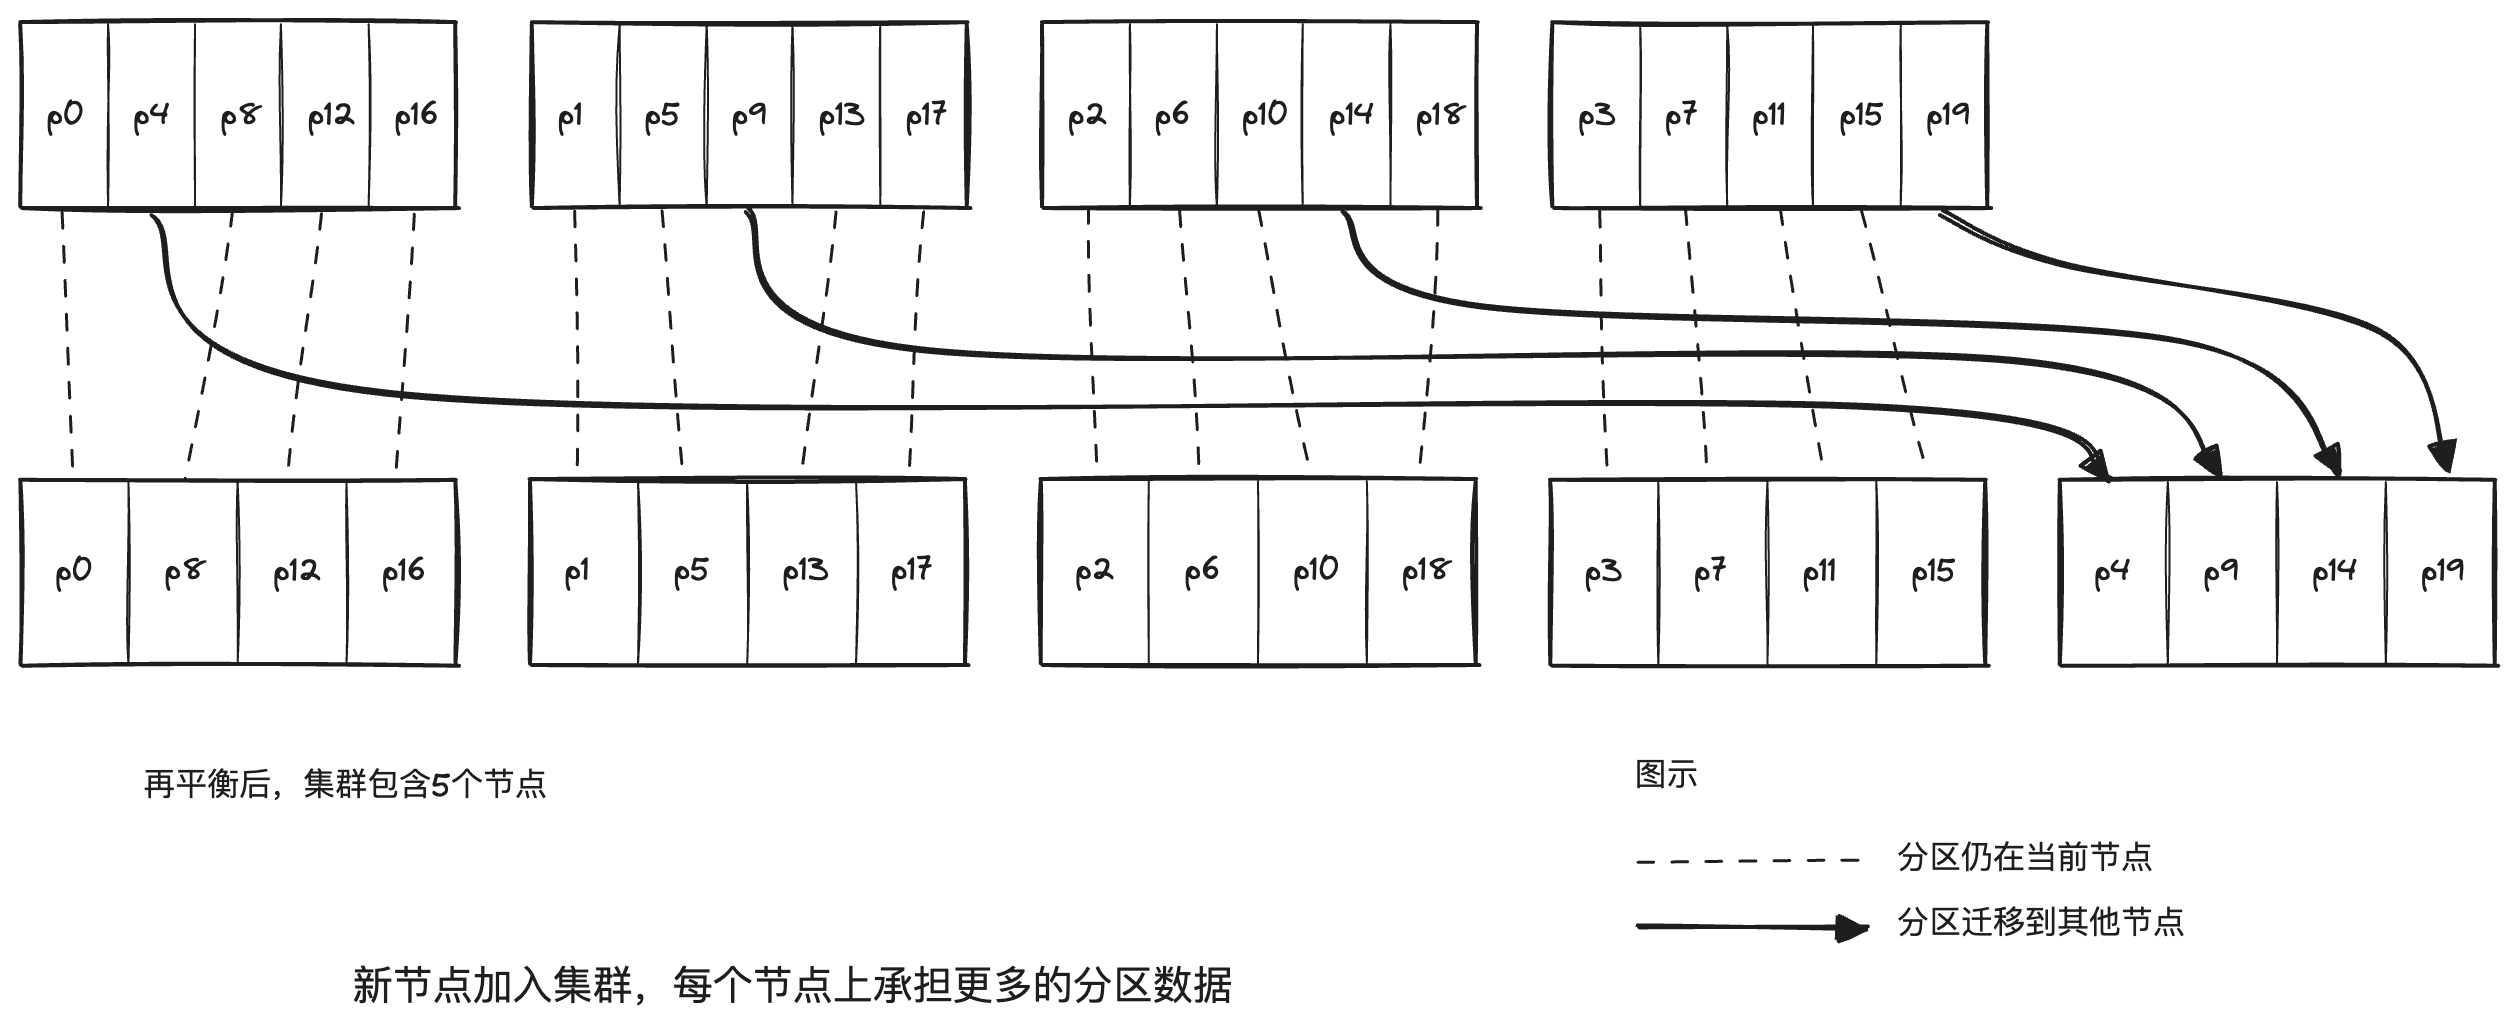 p0 p4 p8 p12 p16 p1 p5 p9 p13 p17 p2 p6 p10 p14 p18 p3 p7 p11 p15 p19
p0 p8 p12 p16 p1 p5 p13 p17 p2 p6 p10 p18 p3 p7 p11 p15 p4 p9 p14 p19
再平衡后，集群包含5个节点
图示
分区仍在当前节点
分区迁移到其他节点
新节点加入集群，每个节点上承担更多的分区数据